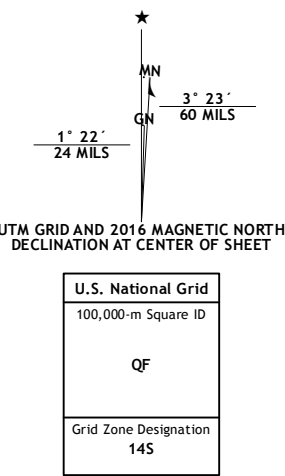 ★
MN
GN
3° 23´
60 MILS
1° 22´
24 MILS
UTM GRID AND 2016 MAGNETIC NORTH
DECLINATION AT CENTER OF SHEET
U.S. National Grid
100,000-m Square ID
QF
Grid Zone Designation
14S